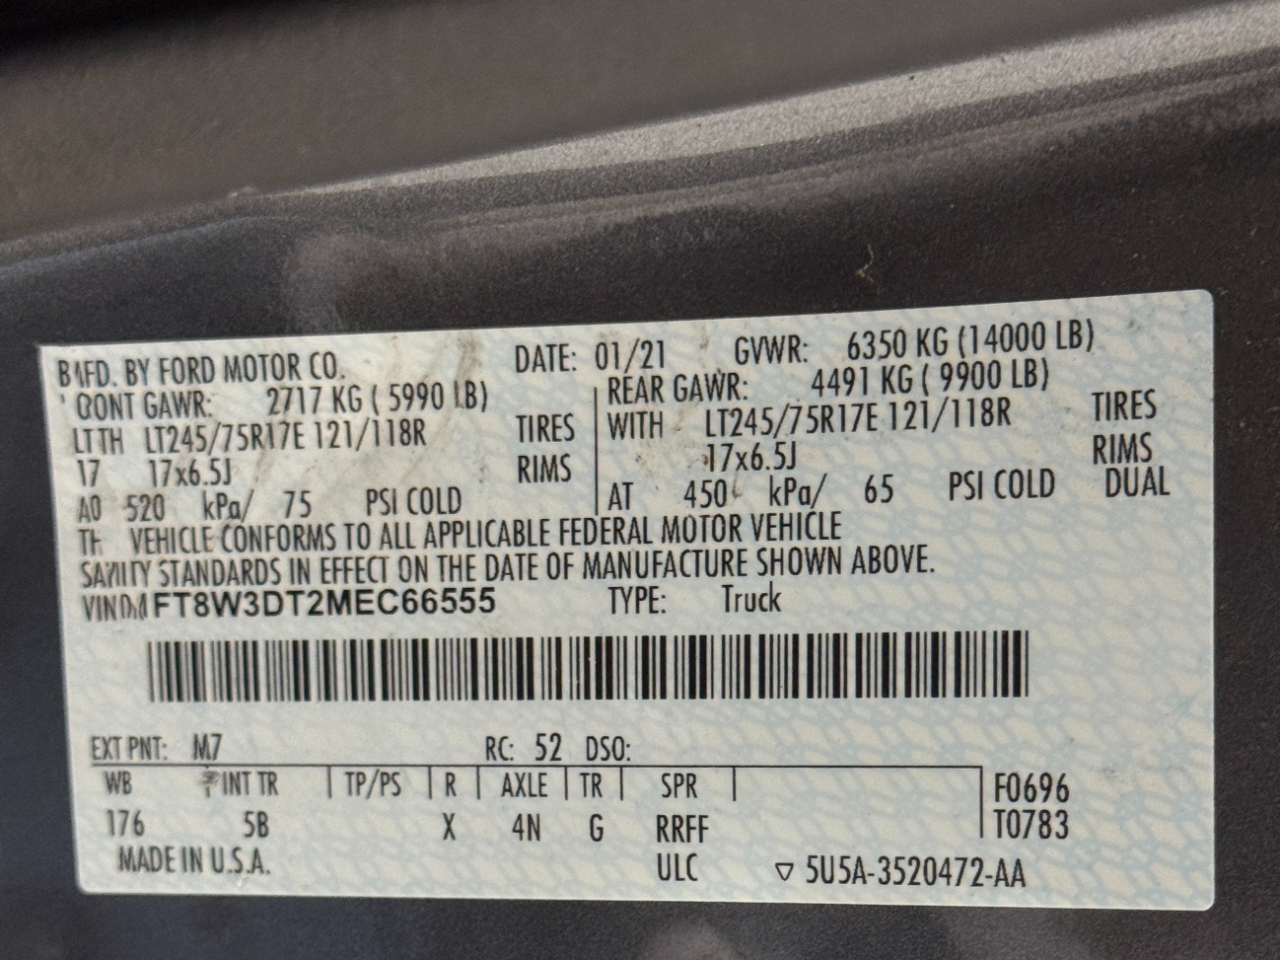 MFD. BY FORD MOTOR CO. DATE: 01/21 GVWR: 6350 KG (14000 LB)
GAWR: 2717 KG ( 5990 LB) REAR GAWR: 4491 KG ( 9900 LB)
LT245/75R17E 121/118R TIRES WITH LT245/75R17E 121/118R TIRES
17x6.5J RIMS 17x6.5J RIMS
520 kPa/ 75 PSI COLD AT 450 kPa/ 65 PSI COLD DUAL
VEHICLE CONFORMS TO ALL APPLICABLE FEDERAL MOTOR VEHICLE
STANDARDS IN EFFECT ON THE DATE OF MANUFACTURE SHOWN ABOVE.
FT8W3DT2MEC66555 TYPE: Truck
EXT PNT: M7 RC: 52 DSO:
WB INT TR TP/PS R AXLE TR SPR F0696
176 5B X 4N G RRFF T0783
MADE IN U.S.A. ULC ▽ 5U5A-3520472-AA